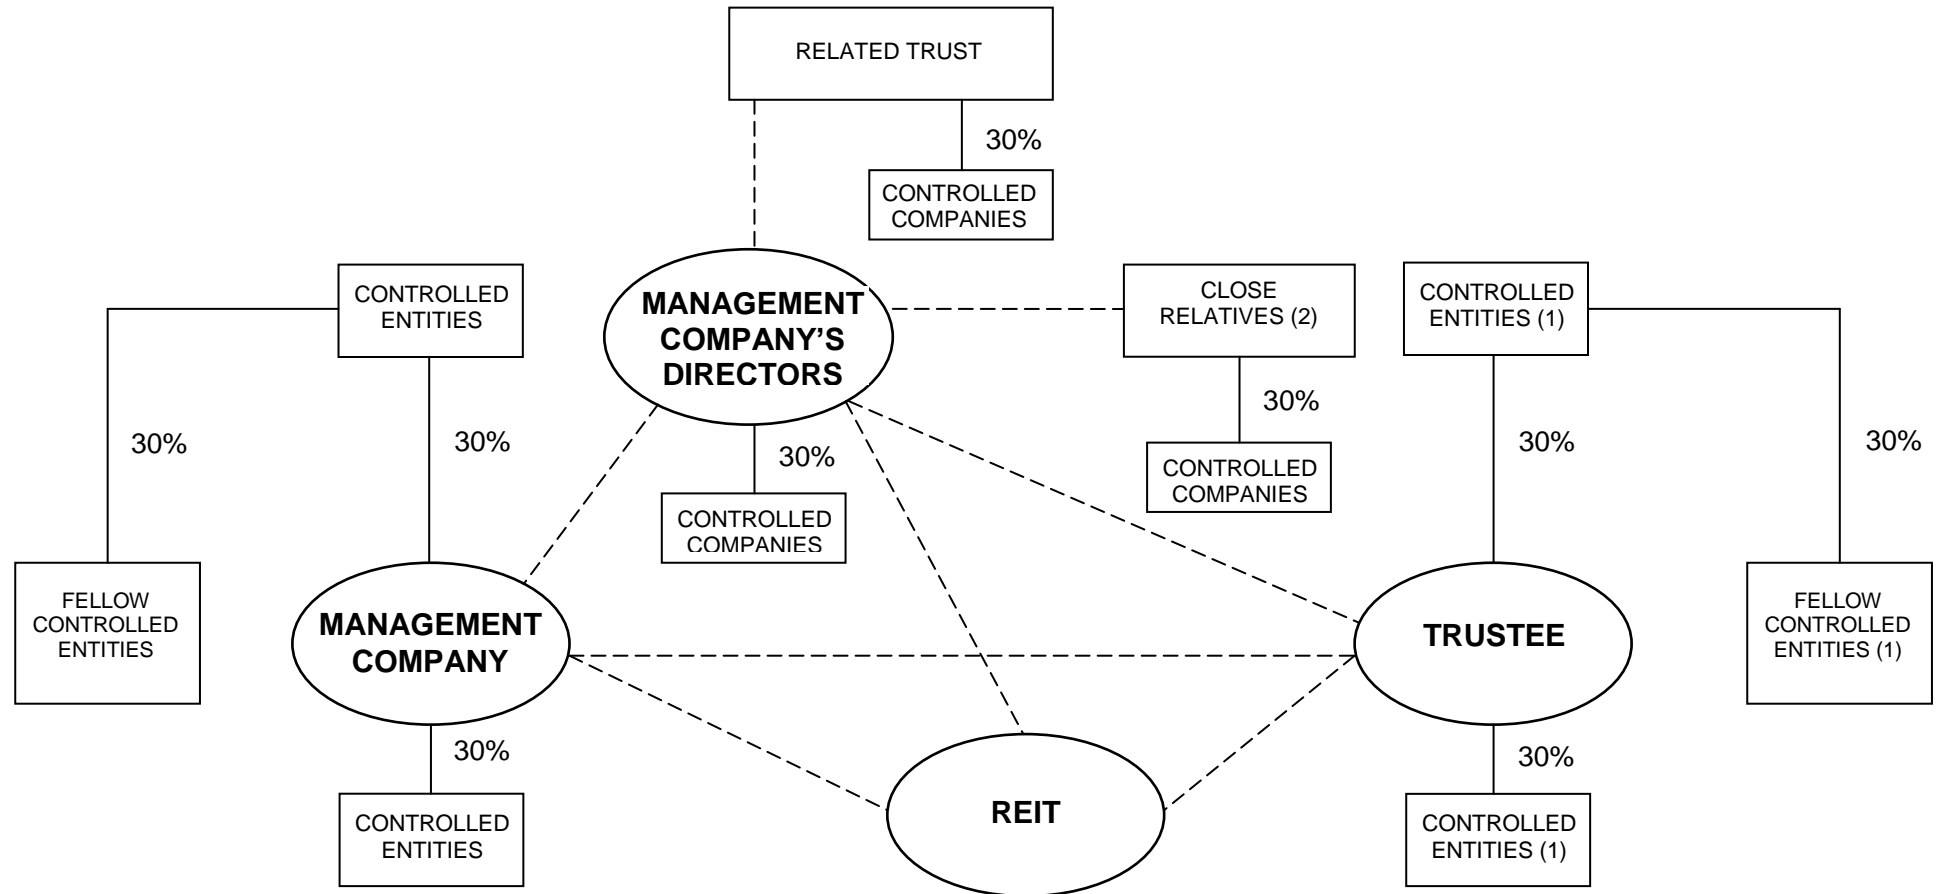 RELATED TRUST
30%
CONTROLLED
COMPANIES
CONTROLLED
ENTITIES
MANAGEMENT
COMPANY'S
DIRECTORS
CLOSE
RELATIVES (2)
CONTROLLED
ENTITIES (1)
30%
30%
30%
30%
30%
30%
CONTROLLED
COMPANIES
CONTROLLED
COMPANIES
FELLOW
CONTROLLED
ENTITIES
MANAGEMENT
COMPANY
TRUSTEE
FELLOW
CONTROLLED
ENTITIES (1)
30%
30%
CONTROLLED
ENTITIES
REIT
CONTROLLED
ENTITIES (1)